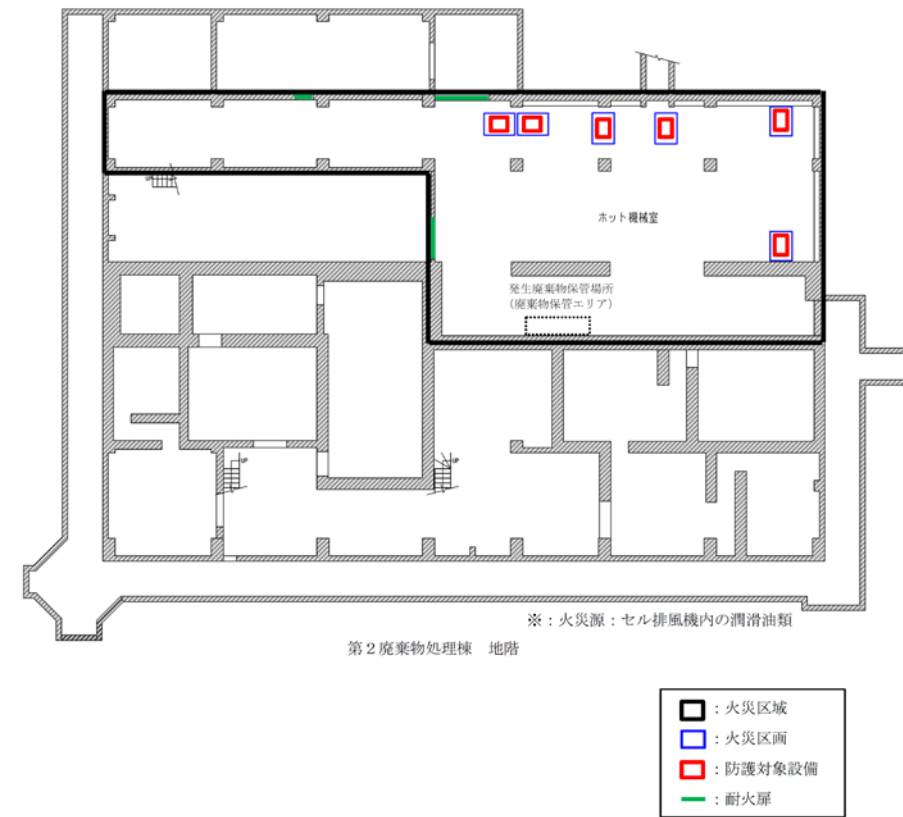 ホット機械室
発生廃棄物保管場所
(廃棄物保管エリア)
※：火災源：セル排風機内の潤滑油類
第２廃棄物処理棟　地階
：火災区域
：火災区画
：防護対象設備
：耐火扉